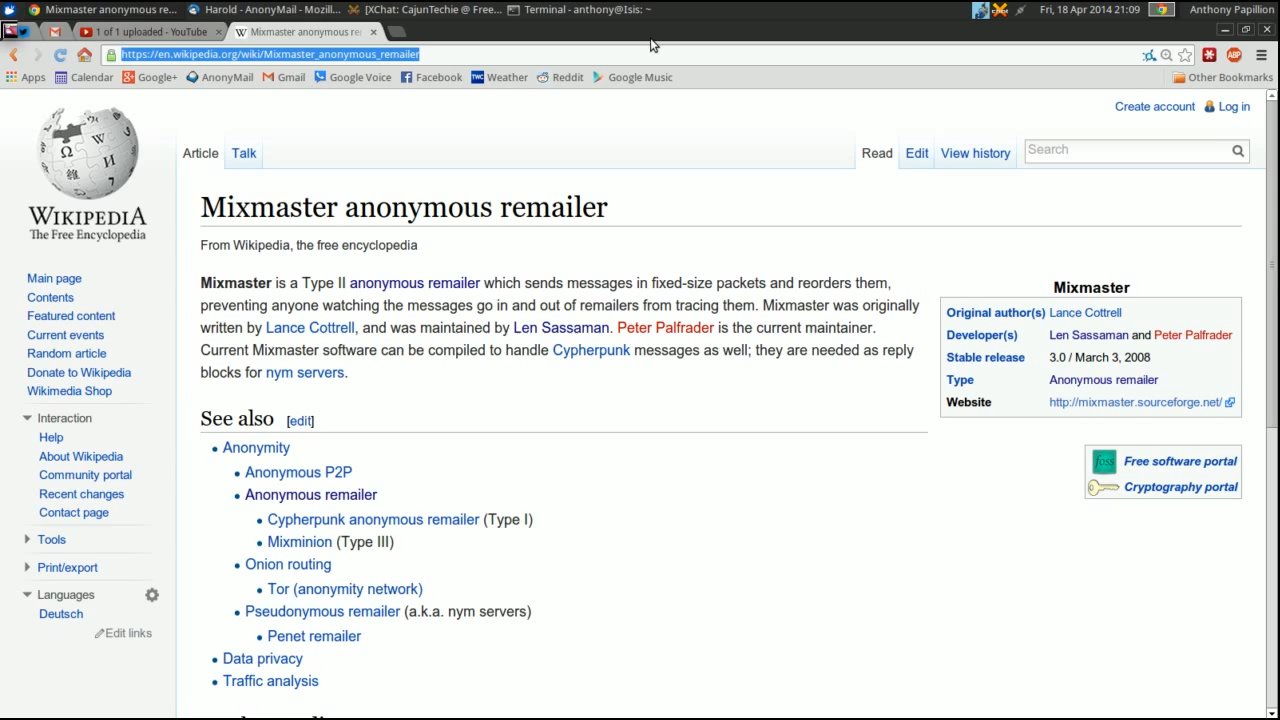 Mixmaster anonymous re...
Harold - AnonyMail - Mozill...
[XChat: CajunTechie @ Free...
Terminal - anthony@Isis: ~
Fri, 18 Apr 2014 21:09
Anthony Papillion
1 of 1 uploaded - YouTube
Mixmaster anonymous re
https://en.wikipedia.org/wiki/Mixmaster_anonymous_remailer
ABP
Apps
Calendar
Google+
AnonyMail
Gmail
Google Voice
Facebook
Weather
Reddit
Google Music
Other Bookmarks
Create account
Log in
WIKIPEDIA
The Free Encyclopedia
Article
Talk
Read
Edit
View history
Search
Mixmaster anonymous remailer
From Wikipedia, the free encyclopedia
Main page
Contents
Featured content
Current events
Random article
Donate to Wikipedia
Wikimedia Shop
Interaction
Help
About Wikipedia
Community portal
Recent changes
Contact page
Tools
Print/export
Languages
Deutsch
Edit links
Mixmaster is a Type II anonymous remailer which sends messages in fixed-size packets and reorders them,
preventing anyone watching the messages go in and out of remailers from tracing them. Mixmaster was originally
written by Lance Cottrell, and was maintained by Len Sassaman. Peter Palfrader is the current maintainer.
Current Mixmaster software can be compiled to handle Cypherpunk messages as well; they are needed as reply
blocks for nym servers.
Mixmaster
Original author(s) Lance Cottrell
Developer(s) Len Sassaman and Peter Palfrader
Stable release 3.0 / March 3, 2008
Type Anonymous remailer
Website http://mixmaster.sourceforge.net/
foss Free software portal
Cryptography portal
See also [edit]
Anonymity
Anonymous P2P
Anonymous remailer
Cypherpunk anonymous remailer (Type I)
Mixminion (Type III)
Onion routing
Tor (anonymity network)
Pseudonymous remailer (a.k.a. nym servers)
Penet remailer
Data privacy
Traffic analysis